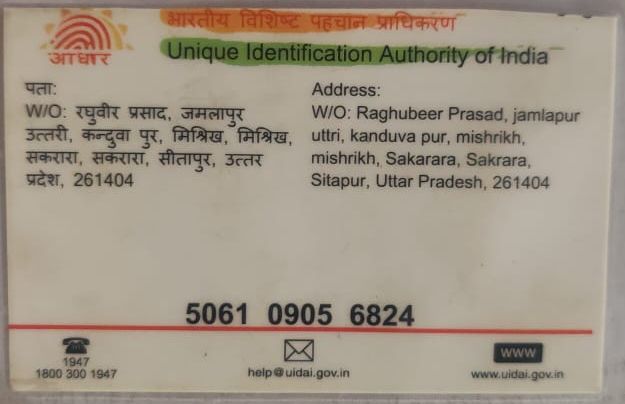 भारतीय विशिष्ट पहचान प्राधिकरण
आधार
Unique Identification Authority of India
पता:
W/O: रघुवीर प्रसाद, जमलापुर
उत्तरी, कन्दुवा पुर, मिश्रिख, मिश्रिख,
सकरारा, सकरारा, सीतापुर, उत्तर
प्रदेश, 261404
Address:
W/O: Raghubeer Prasad, jamlapur
uttri, kanduva pur, mishrikh,
mishrikh, Sakarara, Sakrara,
Sitapur, Uttar Pradesh, 261404
5061 0905 6824
1947
1800 300 1947
help@uidai.gov.in
www
www.uidai.gov.in